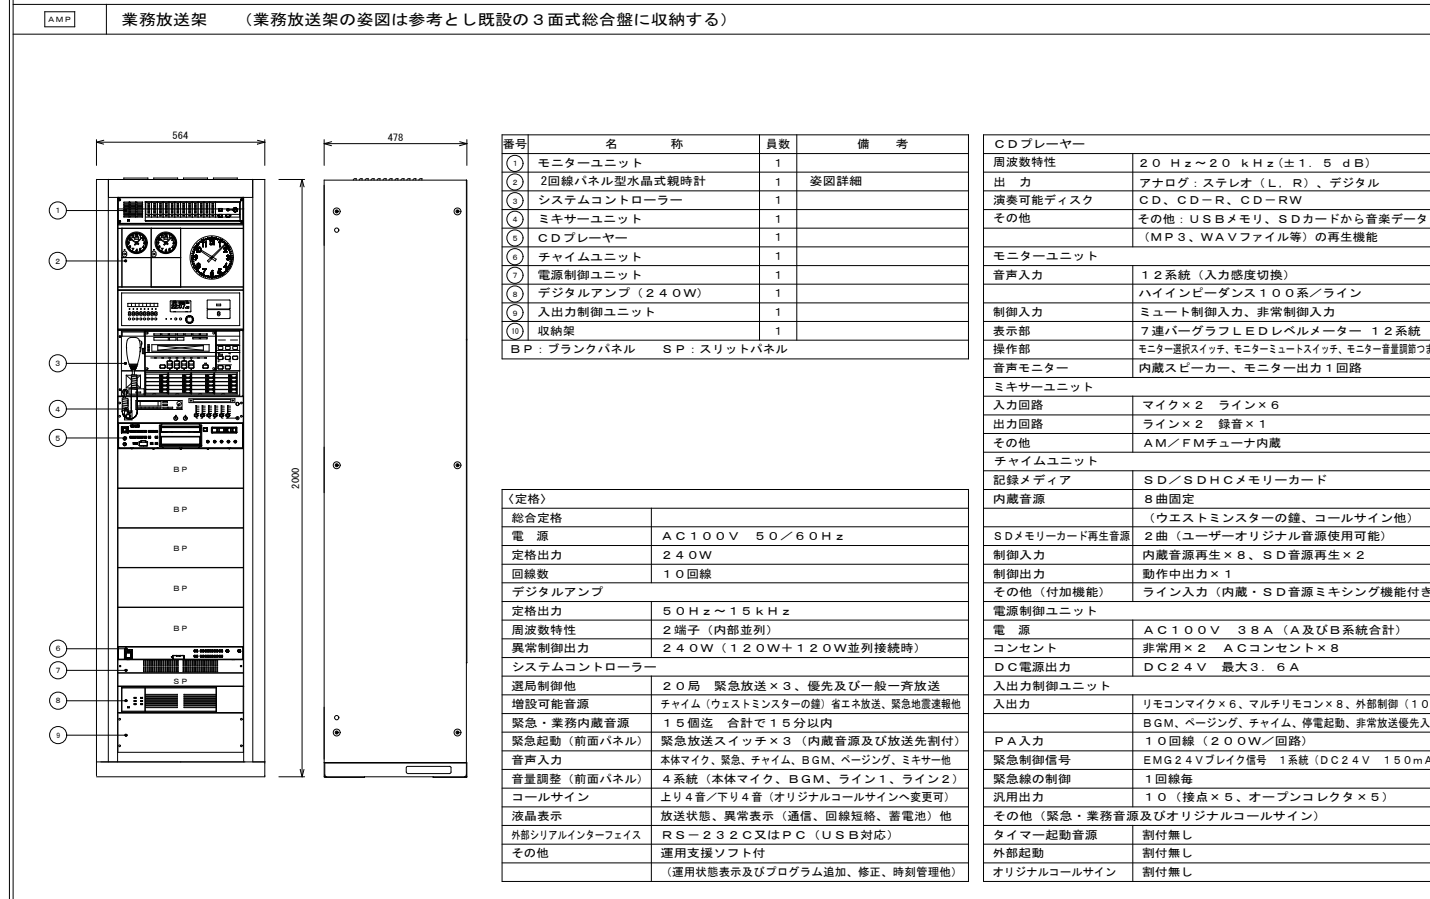 AMP 業務放送架 (業務放送架の姿図は参考とし既設の3面式総合盤に収納する)
564
478
2000
1
2
3
4
5
BP
BP
BP
BP
BP
6
7
SP
8
9
番号 名 称 員数 備 考
1 モニターユニット 1
2 2回線パネル型水晶式親時計 1 姿図詳細
3 システムコントローラー 1
4 ミキサーユニット 1
5 CDプレーヤー 1
6 チャイムユニット 1
7 電源制御ユニット 1
8 デジタルアンプ(240W) 1
9 入出力制御ユニット 1
10 収納架 1
BP:ブランクパネル SP:スリットパネル
〈定格〉
総合定格
電 源 AC100V 50/60Hz
定格出力 240W
回線数 10回線
デジタルアンプ
定格出力 50Hz~15kHz
周波数特性 2端子(内部並列)
異常制御出力 240W(120W+120W並列接続時)
システムコントローラー
選局制御他 20局 緊急放送×3、優先及び一般一斉放送
増設可能音源 チャイム(ウェストミンスターの鐘)省エネ放送、緊急地震速報他
緊急・業務内蔵音源 15個迄 合計で15分以内
緊急起動(前面パネル) 緊急放送スイッチ×3(内蔵音源及び放送先割付)
音声入力 本体マイク、緊急、チャイム、BGM、ページング、ミキサー他
音量調整(前面パネル) 4系統(本体マイク、BGM、ライン1、ライン2)
コールサイン 上り4音/下り4音(オリジナルコールサインへ変更可)
液晶表示 放送状態、異常表示(通信、回線短絡、蓄電池)他
外部シリアルインターフェイス RS-232C又はPC(USB対応)
その他 運用支援ソフト付
(運用状態表示及びプログラム追加、修正、時刻管理他)
CDプレーヤー
周波数特性 20 Hz~20 kHz(±1.5 dB)
出 力 アナログ:ステレオ(L.R)、デジタル
演奏可能ディスク CD、CD-R、CD-RW
その他 その他:USBメモリ、SDカードから音楽データ
(MP3、WAVファイル等)の再生機能
モニターユニット
音声入力 12系統(入力感度切換)
ハイインピーダンス100系/ライン
制御入力 ミュート制御入力、非常制御入力
表示部 7連バーグラフLEDレベルメーター 12系統
操作部 モニター選択スイッチ、モニターミュートスイッチ、モニター音量調節つま
音声モニター 内蔵スピーカー、モニター出力1回路
ミキサーユニット
入力回路 マイク×2 ライン×6
出力回路 ライン×2 録音×1
その他 AM/FMチューナ内蔵
チャイムユニット
記録メディア SD/SDHCメモリーカード
内蔵音源 8曲固定
(ウエストミンスターの鐘、コールサイン他)
SDメモリーカード再生音源 2曲(ユーザーオリジナル音源使用可能)
制御入力 内蔵音源再生×8、SD音源再生×2
制御出力 動作中出力×1
その他(付加機能) ライン入力(内蔵・SD音源ミキシング機能付き
電源制御ユニット
電 源 AC100V 38A(A及びB系統合計)
コンセント 非常用×2 ACコンセント×8
DC電源出力 DC24V 最大3.6A
入出力制御ユニット
入出力 リモコンマイク×6、マルチリモコン×8、外部制御(10
BGM、ページング、チャイム、停電起動、非常放送優先入
PA入力 10回線(200W/回路)
緊急制御信号 EMG24Vブレイク信号 1系統(DC24V 150mA
緊急線の制御 1回線毎
汎用出力 10(接点×5、オープンコレクタ×5)
その他(緊急・業務音源及びオリジナルコールサイン)
タイマー起動音源 割付無し
外部起動 割付無し
オリジナルコールサイン 割付無し